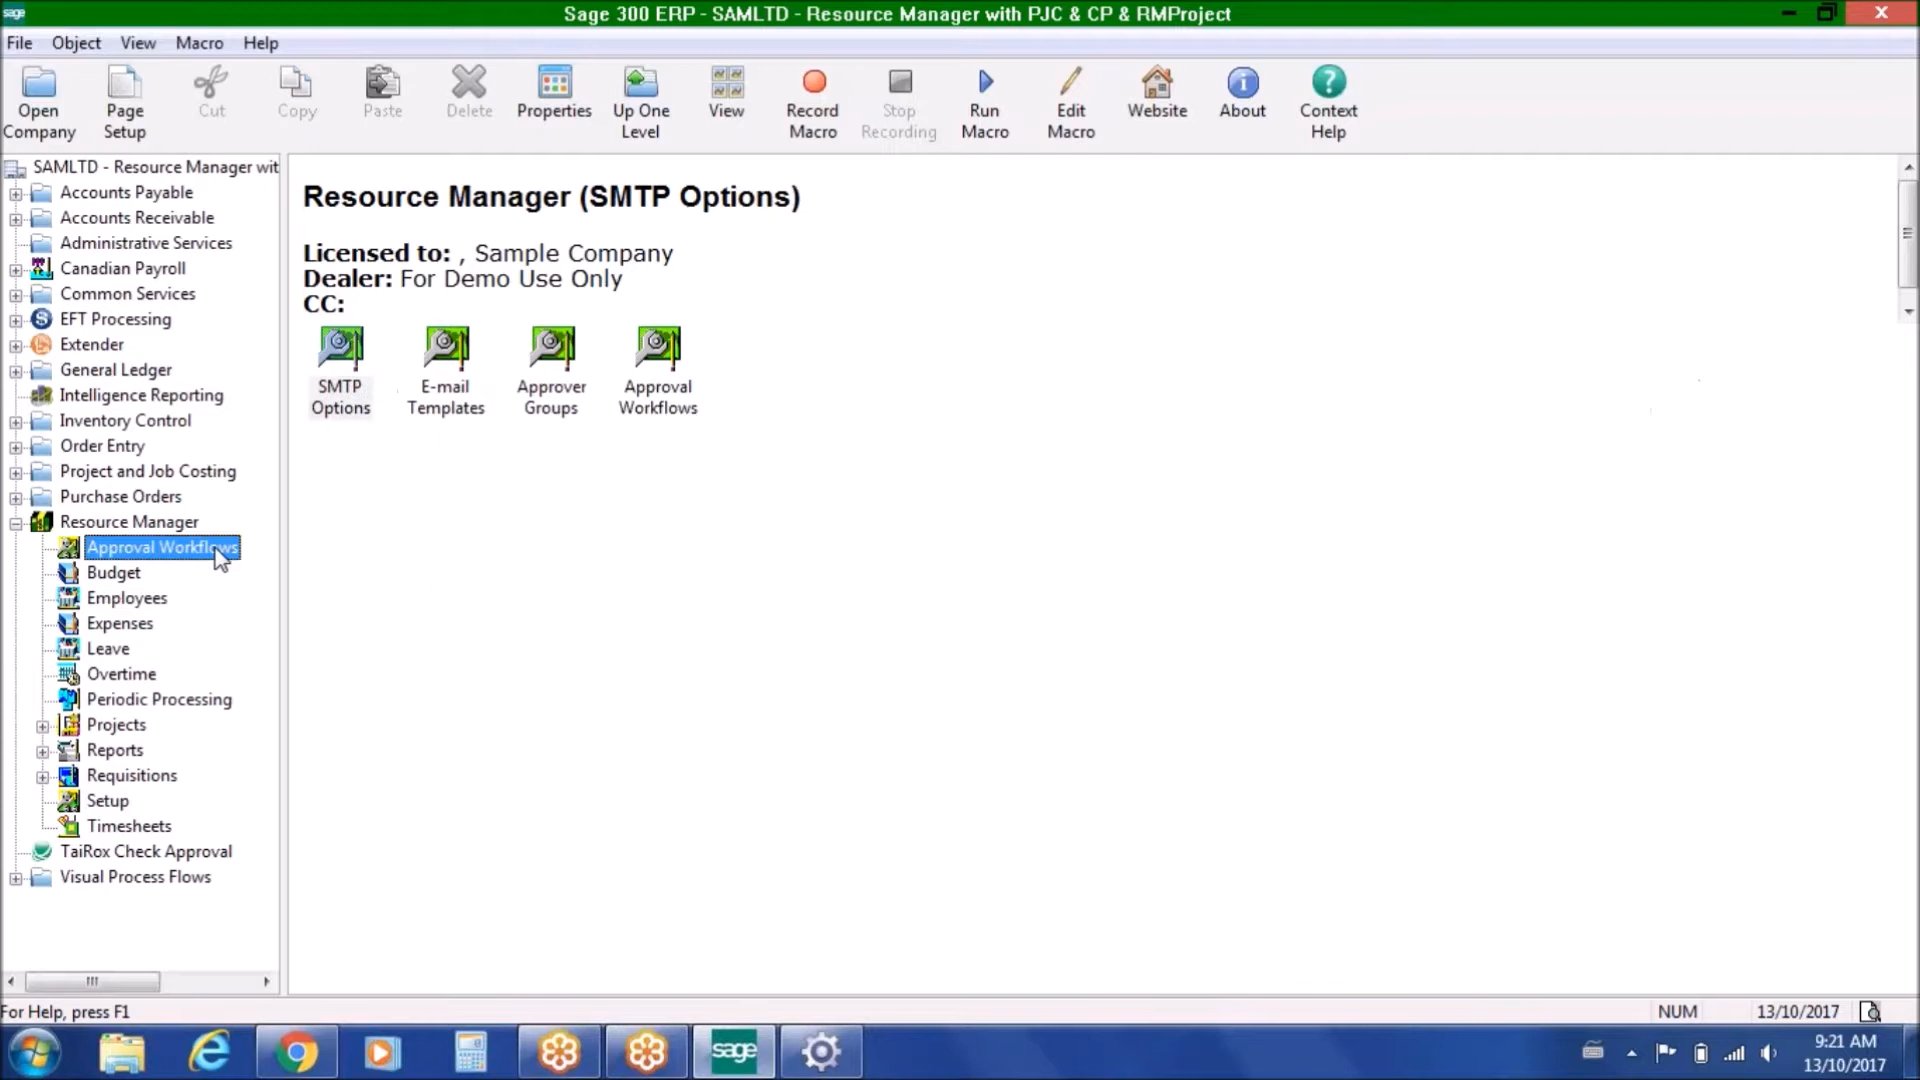 sage
Sage 300 ERP - SAMLTD - Resource Manager with PJC & CP & RMProject
File Object View Macro Help
Open Company
Page Setup
Cut
Copy
Paste
Delete
Properties
Up One Level
View
Record Macro
Stop Recording
Run Macro
Edit Macro
Website
About
Context Help
SAMLTD - Resource Manager wit
Accounts Payable
Accounts Receivable
Administrative Services
Canadian Payroll
Common Services
EFT Processing
Extender
General Ledger
Intelligence Reporting
Inventory Control
Order Entry
Project and Job Costing
Purchase Orders
Resource Manager
Approval Workflows
Budget
Employees
Expenses
Leave
Overtime
Periodic Processing
Projects
Reports
Requisitions
Setup
Timesheets
TaiRox Check Approval
Visual Process Flows
Resource Manager (SMTP Options)
Licensed to: , Sample Company
Dealer: For Demo Use Only
CC:
SMTP Options
E-mail Templates
Approver Groups
Approval Workflows
For Help, press F1
NUM
13/10/2017
sage
9:21 AM
13/10/2017